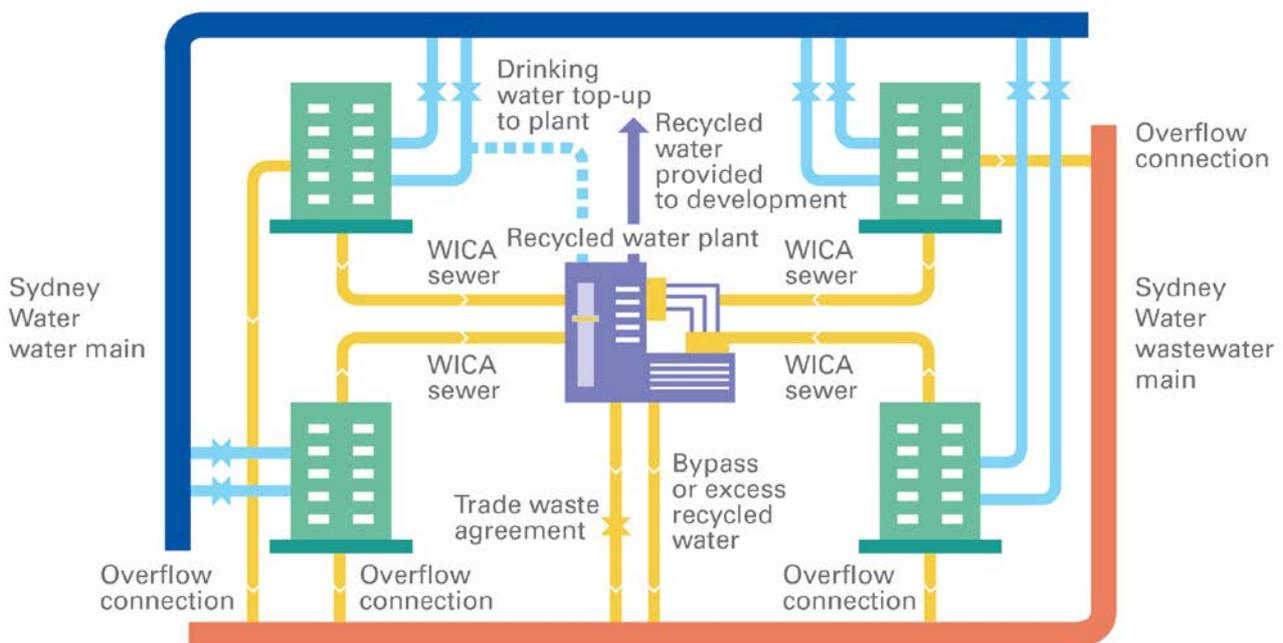 Drinking
water top-up
to plant
Recycled
water
provided
to development
Overflow
connection
Recycled water plant
WICA
sewer
WICA
sewer
Sydney
Water
water main
Sydney
Water
wastewater
main
WICA
sewer
WICA
sewer
Trade waste
agreement
Bypass
or excess
recycled
water
Overflow
connection
Overflow
connection
Overflow
connection